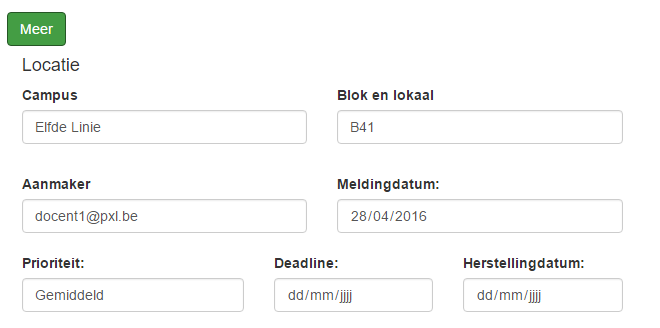 Meer
Locatie
Campus Blok en lokaal
Elfde Linie B41
Aanmaker Meldingdatum:
docent1@pxl.be 28/04/2016
Prioriteit: Deadline: Herstellingdatum:
Gemiddeld dd/mm/jjjj dd/mm/jjjj